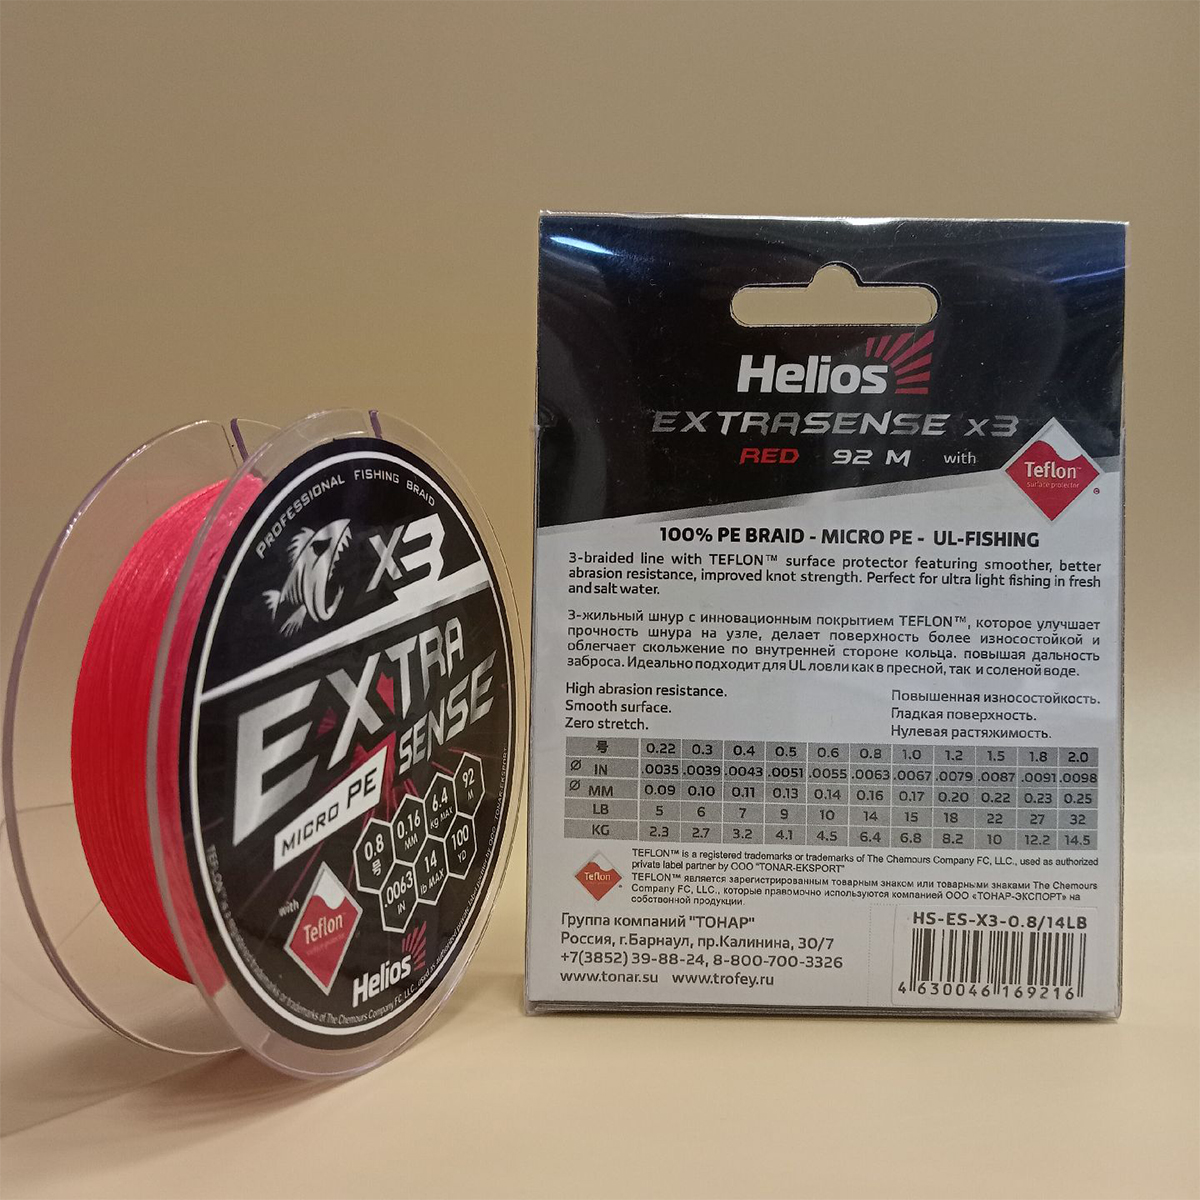 PROFESSIONAL FISHING BRAID
X3
EXTRA
SENSE
MICRO PE
0.8
号
0.16
MM
6.4
KG MAX
92
M
.0063
IN
14
lb MAX
100
YD
with
Teflon™
Helios
Helios
EXTRASENSE x3
RED 92 M with
Teflon™
surface protector
100% PE BRAID - MICRO PE - UL-FISHING
3-braided line with TEFLON™ surface protector featuring smoother, better
abrasion resistance, improved knot strength. Perfect for ultra light fishing in fresh
and salt water.
3-жильный шнур с инновационным покрытием TEFLON™, которое улучшает
прочность шнура на узле, делает поверхность более износостойкой и
облегчает скольжение по внутренней стороне кольца. повышая дальность
заброса. Идеально подходит для UL ловли как в пресной, так и соленой воде.
High abrasion resistance.
Smooth surface.
Zero stretch.
Повышенная износостойкость.
Гладкая поверхность.
Нулевая растяжимость.
号 0.22 0.3 0.4 0.5 0.6 0.8 1.0 1.2 1.5 1.8 2.0
Ø IN .0035 .0039 .0043 .0051 .0055 .0063 .0067 .0079 .0087 .0091 .0098
Ø MM 0.09 0.10 0.11 0.13 0.14 0.16 0.17 0.20 0.22 0.23 0.25
LB 5 6 7 9 10 14 15 18 22 27 32
KG 2.3 2.7 3.2 4.1 4.5 6.4 6.8 8.2 10 12.2 14.5
Teflon™
TEFLON™ is a registered trademarks or trademarks of The Chemours Company FC, LLC., used as authorized
private label partner by ООО "TONAR-EKSPORT"
TEFLON™ является зарегистрированным товарным знаком или товарными знаками The Chemours
Company FC, LLC., которые правомочно используются компанией ООО «ТОНАР-ЭКСПОРТ» на
собственной продукции.
Группа компаний "ТОНАР"
Россия, г.Барнаул, пр.Калинина, 30/7
+7(3852) 39-88-24, 8-800-700-3326
www.tonar.su www.trofey.ru
HS-ES-X3-0.8/14LB
4 630046 169216